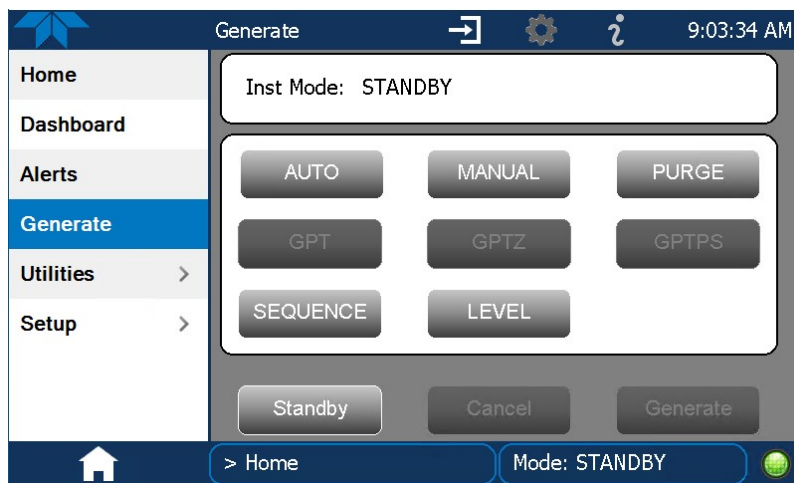 Generate 9:03:34 AM
Home
Dashboard
Alerts
Generate
Utilities >
Setup >
Inst Mode: STANDBY
AUTO MANUAL PURGE
GPT GPTZ GPTPS
SEQUENCE LEVEL
Standby Cancel Generate
> Home Mode: STANDBY